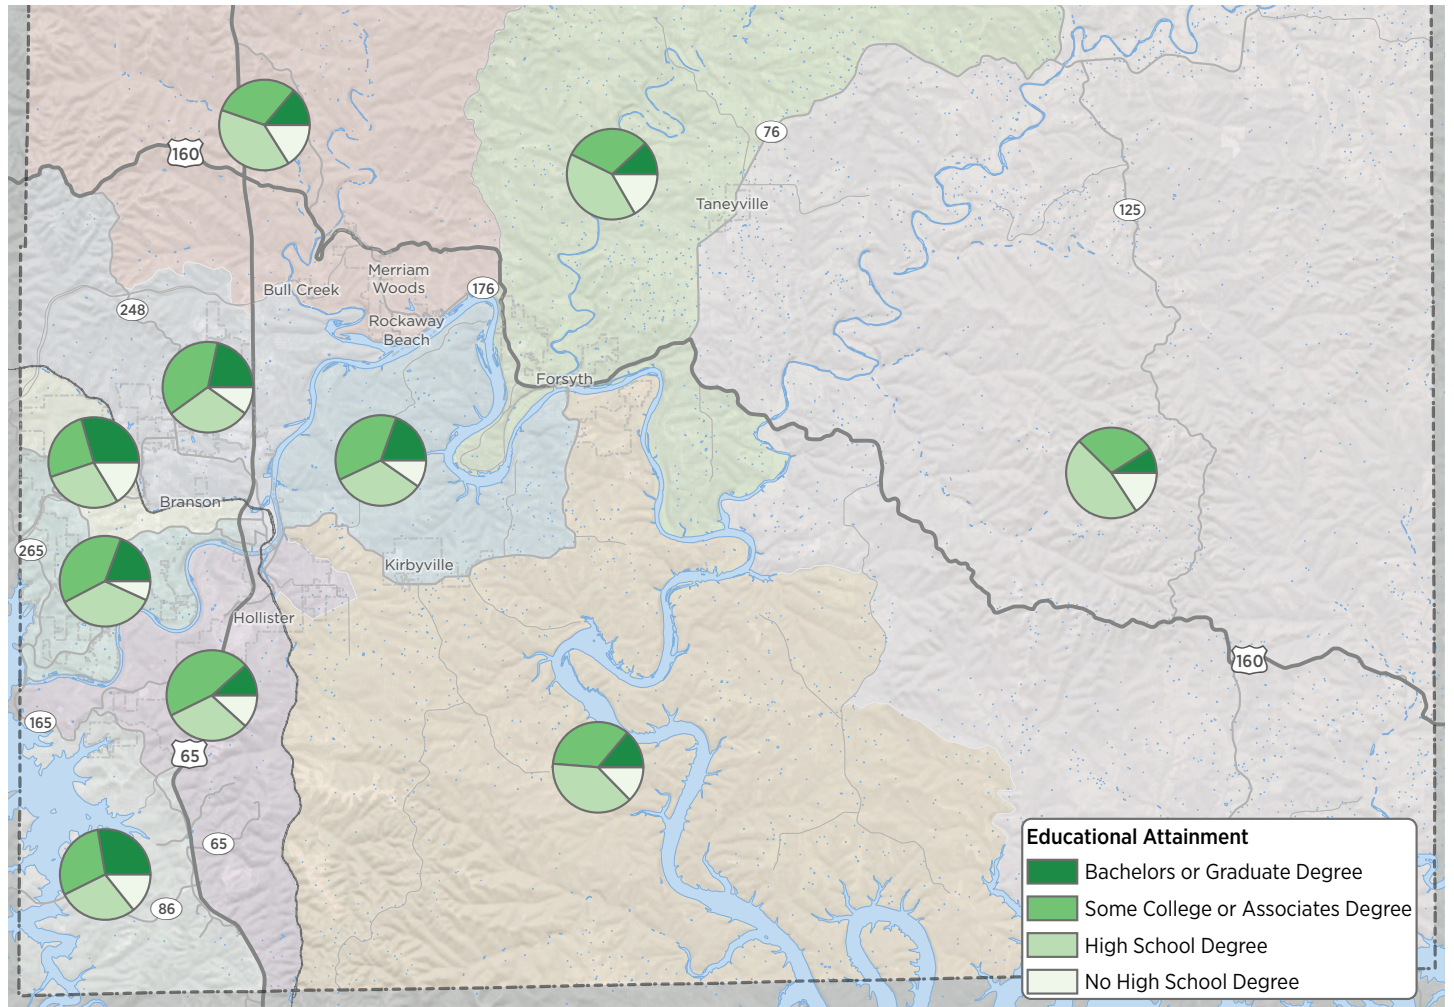 160
76
Taneyville
125
Merriam
Woods
Bull Creek
176
248
Rockaway
Beach
Forsyth
Branson
265
Kirbyville
Hollister
160
165
65
65
86
Educational Attainment
Bachelors or Graduate Degree
Some College or Associates Degree
High School Degree
No High School Degree